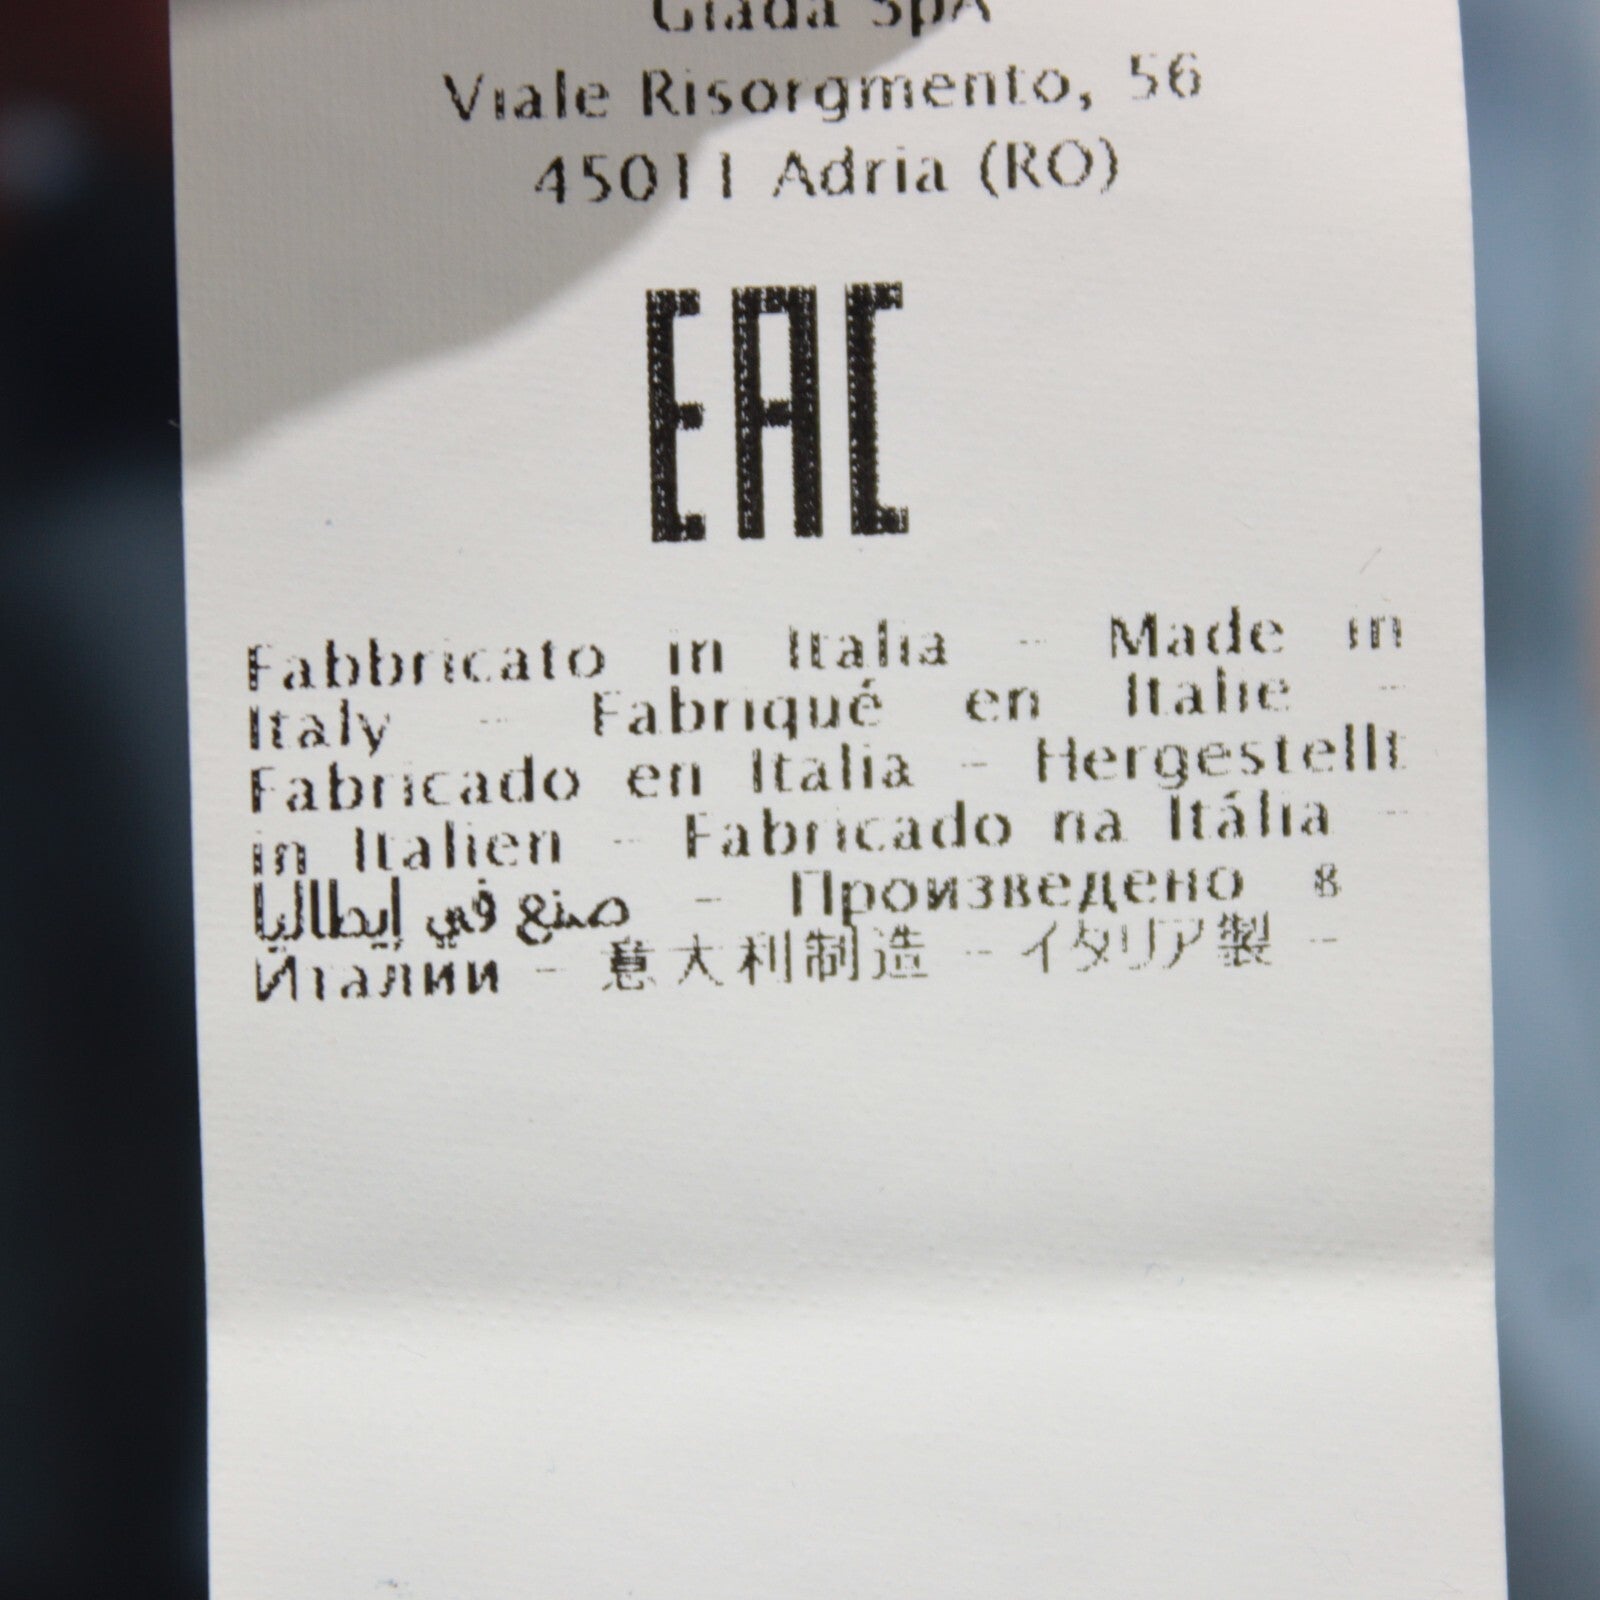 Giada SpA
Viale Risorgmento, 56
45011 Adria (RO)
EAC
Fabbricato in Italia - Made in
Italy - Fabriqué en Italie -
Fabricado en Italia - Hergestellt
in Italien - Fabricado na Itália -
صنع في إيطاليا - Произведено в
Италии - 意大利制造 - イタリア製 -